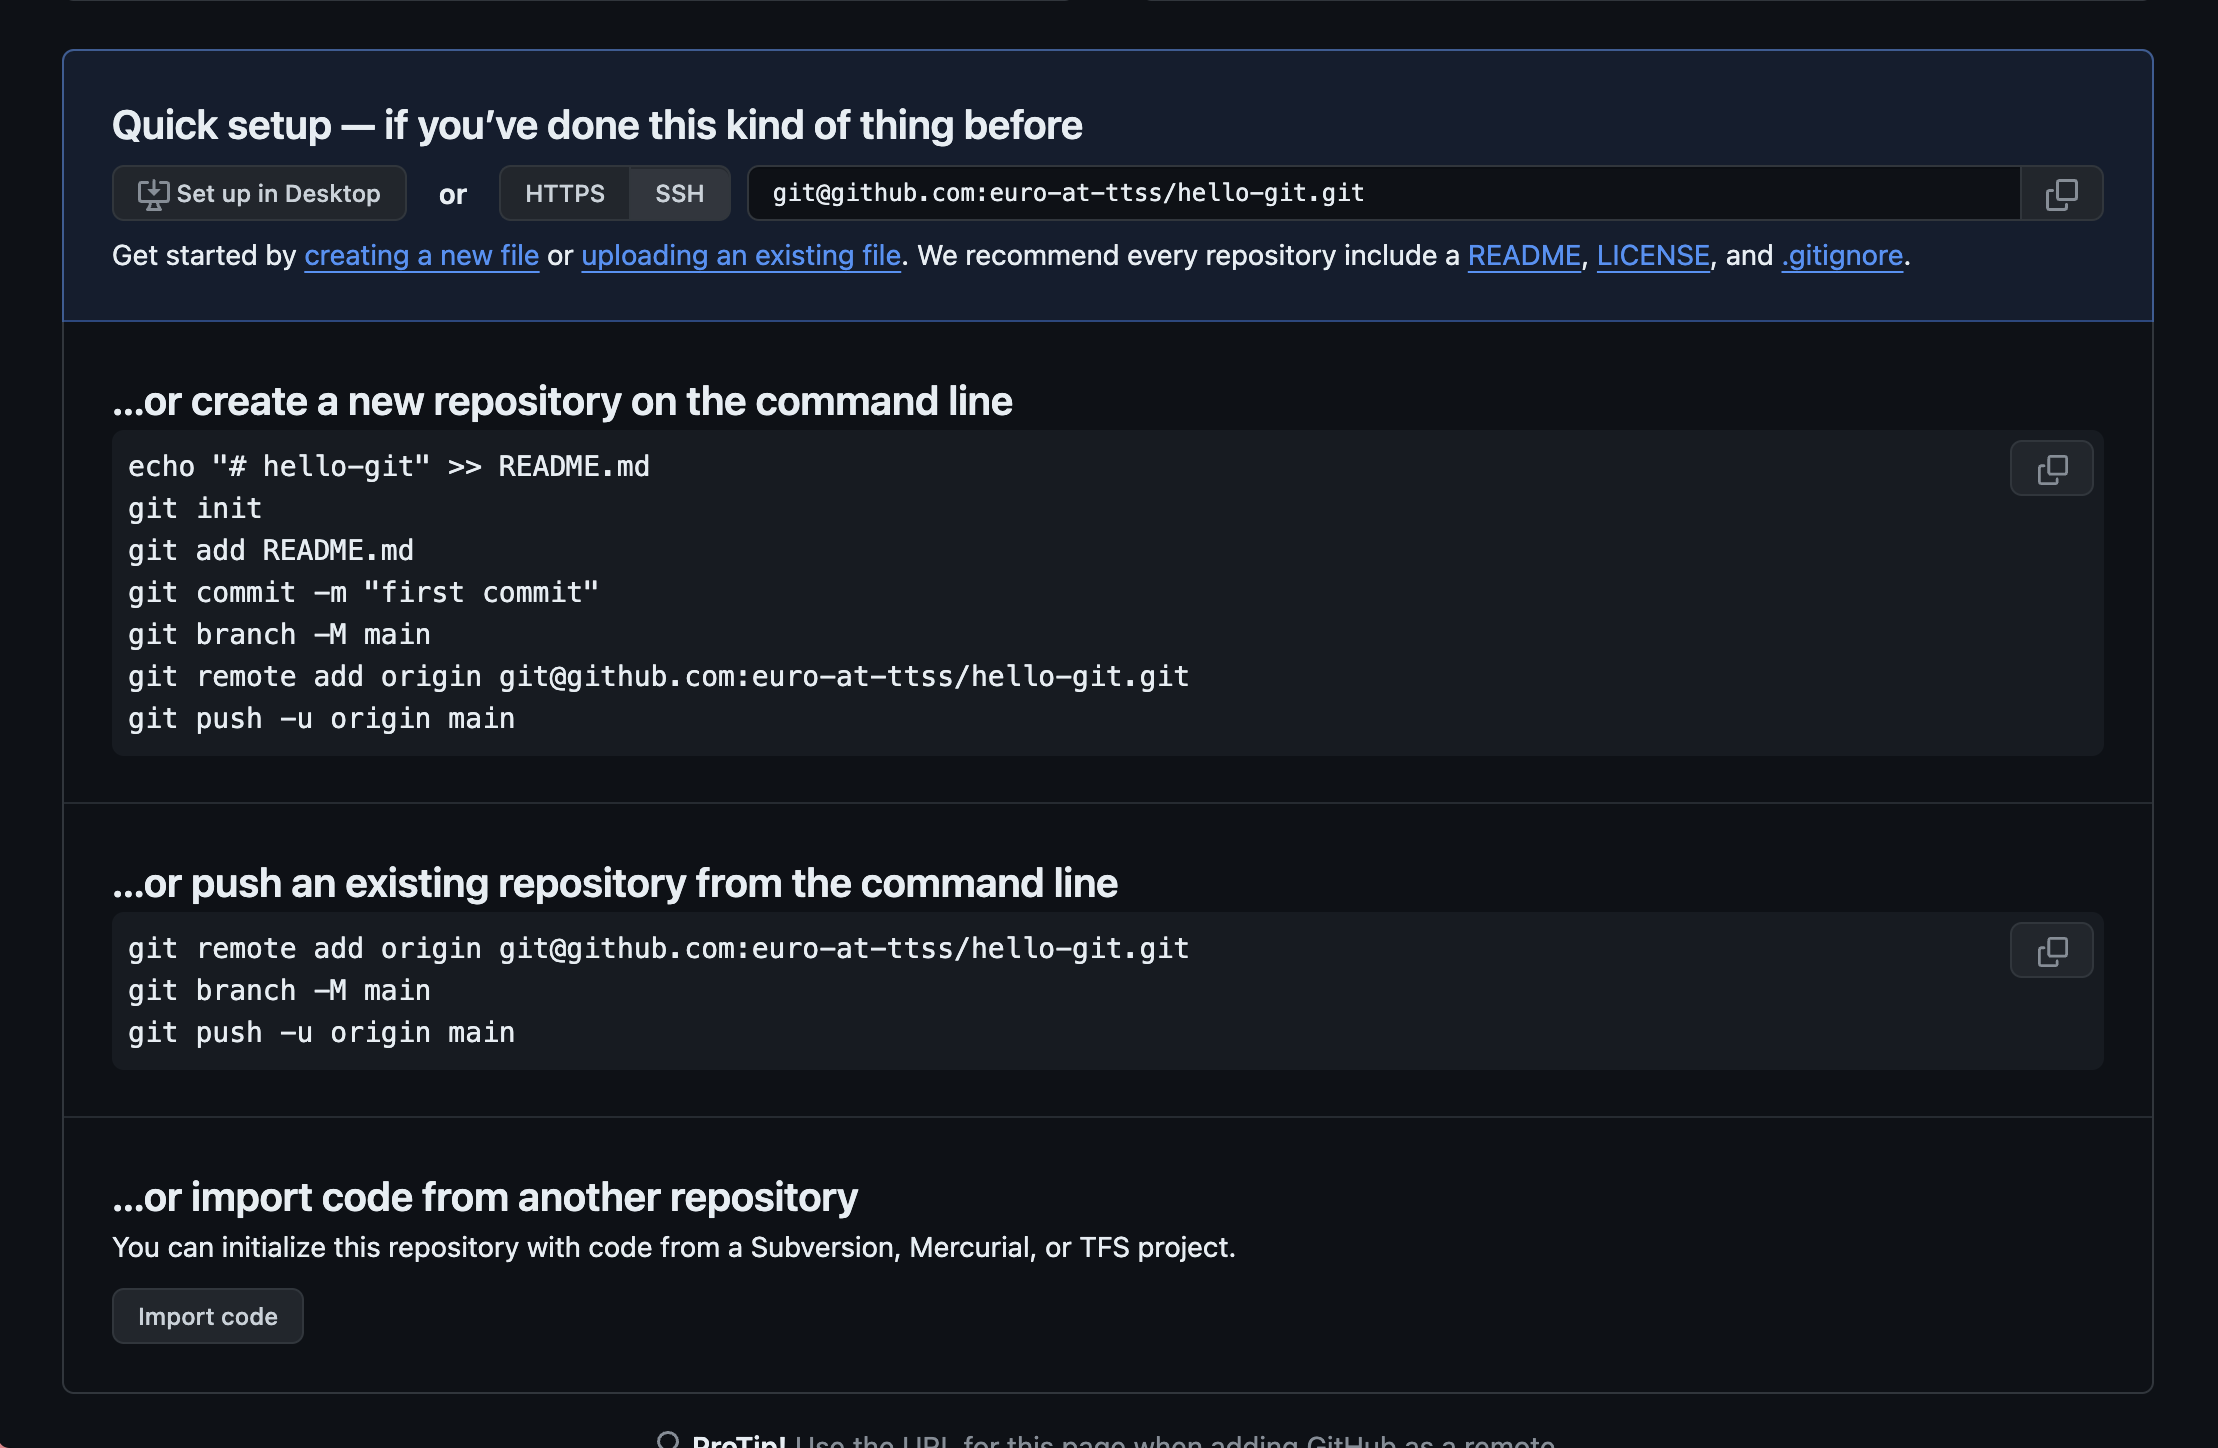 Quick setup — if you’ve done this kind of thing before
Set up in Desktop or HTTPS SSH git@github.com:euro-at-ttss/hello-git.git
Get started by creating a new file or uploading an existing file. We recommend every repository include a README, LICENSE, and .gitignore.
...or create a new repository on the command line
echo "# hello-git" >> README.md
git init
git add README.md
git commit -m "first commit"
git branch -M main
git remote add origin git@github.com:euro-at-ttss/hello-git.git
git push -u origin main
...or push an existing repository from the command line
git remote add origin git@github.com:euro-at-ttss/hello-git.git
git branch -M main
git push -u origin main
...or import code from another repository
You can initialize this repository with code from a Subversion, Mercurial, or TFS project.
Import code
ProTip! Use the URL for this page when adding GitHub as a remote.